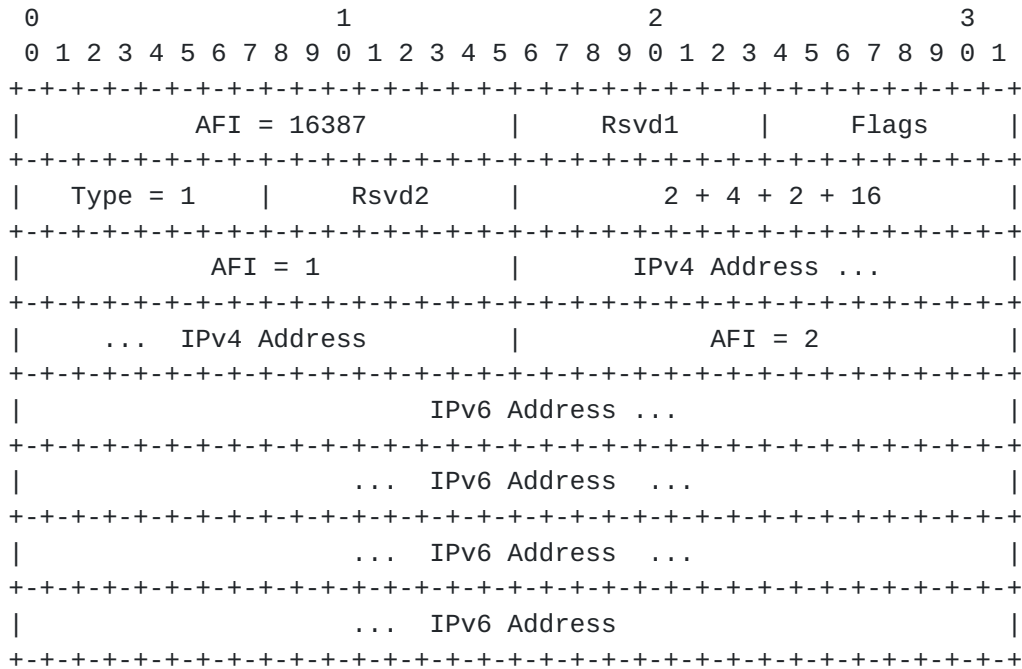 0                   1                   2                   3
 0 1 2 3 4 5 6 7 8 9 0 1 2 3 4 5 6 7 8 9 0 1 2 3 4 5 6 7 8 9 0 1
+-+-+-+-+-+-+-+-+-+-+-+-+-+-+-+-+-+-+-+-+-+-+-+-+-+-+-+-+-+-+-+-+
|           AFI = 16387         |     Rsvd1     |     Flags     |
+-+-+-+-+-+-+-+-+-+-+-+-+-+-+-+-+-+-+-+-+-+-+-+-+-+-+-+-+-+-+-+-+
|   Type = 1    |     Rsvd2     |         2 + 4 + 2 + 16        |
+-+-+-+-+-+-+-+-+-+-+-+-+-+-+-+-+-+-+-+-+-+-+-+-+-+-+-+-+-+-+-+-+
|            AFI = 1            |       IPv4 Address ...        |
+-+-+-+-+-+-+-+-+-+-+-+-+-+-+-+-+-+-+-+-+-+-+-+-+-+-+-+-+-+-+-+-+
|     ...  IPv4 Address         |            AFI = 2            |
+-+-+-+-+-+-+-+-+-+-+-+-+-+-+-+-+-+-+-+-+-+-+-+-+-+-+-+-+-+-+-+-+
|                          IPv6 Address ...                     |
+-+-+-+-+-+-+-+-+-+-+-+-+-+-+-+-+-+-+-+-+-+-+-+-+-+-+-+-+-+-+-+-+
|                     ...  IPv6 Address  ...                    |
+-+-+-+-+-+-+-+-+-+-+-+-+-+-+-+-+-+-+-+-+-+-+-+-+-+-+-+-+-+-+-+-+
|                     ...  IPv6 Address  ...                    |
+-+-+-+-+-+-+-+-+-+-+-+-+-+-+-+-+-+-+-+-+-+-+-+-+-+-+-+-+-+-+-+-+
|                     ...  IPv6 Address                         |
+-+-+-+-+-+-+-+-+-+-+-+-+-+-+-+-+-+-+-+-+-+-+-+-+-+-+-+-+-+-+-+-+